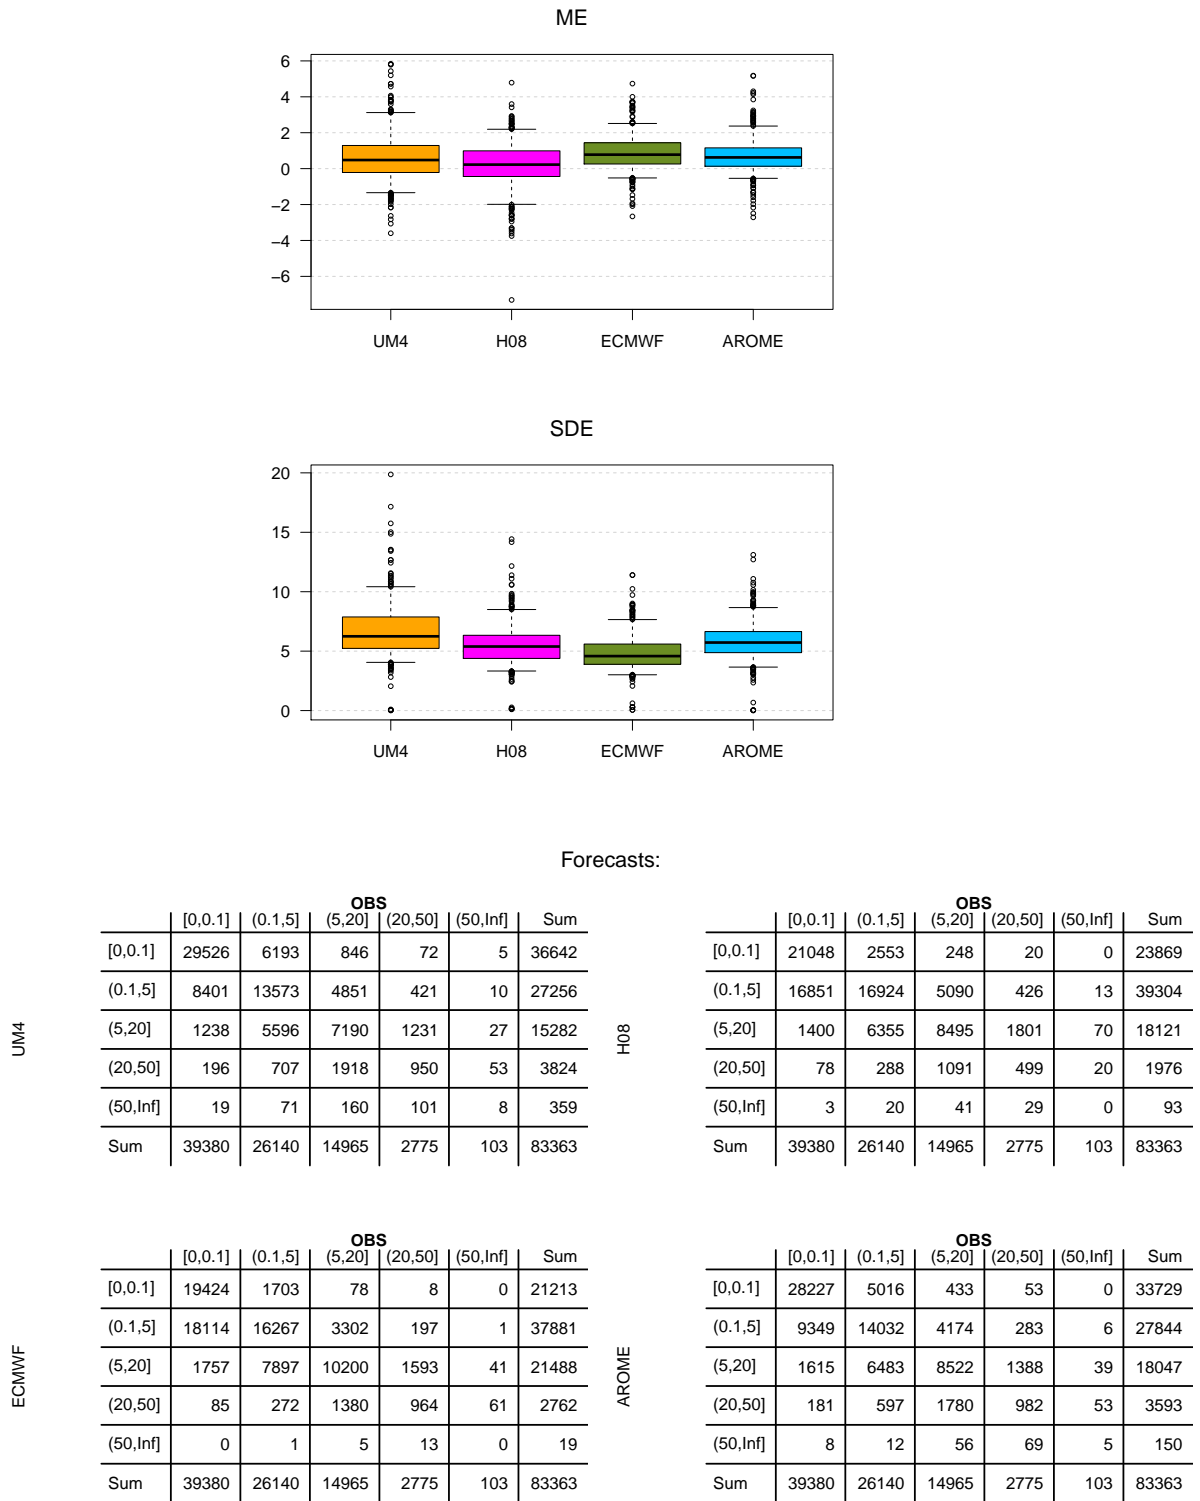 ME
6
4
2
0
−2
−4
−6
UM4 H08 ECMWF AROME
SDE
20
15
10
5
0
UM4 H08 ECMWF AROME
Forecasts:
UM4
OBS
[0,0.1] (0.1,5] (5,20] (20,50] (50,Inf] Sum
[0,0.1] 29526 6193 846 72 5 36642
(0.1,5] 8401 13573 4851 421 10 27256
(5,20] 1238 5596 7190 1231 27 15282
(20,50] 196 707 1918 950 53 3824
(50,Inf] 19 71 160 101 8 359
Sum 39380 26140 14965 2775 103 83363
H08
OBS
[0,0.1] (0.1,5] (5,20] (20,50] (50,Inf] Sum
[0,0.1] 21048 2553 248 20 0 23869
(0.1,5] 16851 16924 5090 426 13 39304
(5,20] 1400 6355 8495 1801 70 18121
(20,50] 78 288 1091 499 20 1976
(50,Inf] 3 20 41 29 0 93
Sum 39380 26140 14965 2775 103 83363
ECMWF
OBS
[0,0.1] (0.1,5] (5,20] (20,50] (50,Inf] Sum
[0,0.1] 19424 1703 78 8 0 21213
(0.1,5] 18114 16267 3302 197 1 37881
(5,20] 1757 7897 10200 1593 41 21488
(20,50] 85 272 1380 964 61 2762
(50,Inf] 0 1 5 13 0 19
Sum 39380 26140 14965 2775 103 83363
AROME
OBS
[0,0.1] (0.1,5] (5,20] (20,50] (50,Inf] Sum
[0,0.1] 28227 5016 433 53 0 33729
(0.1,5] 9349 14032 4174 283 6 27844
(5,20] 1615 6483 8522 1388 39 18047
(20,50] 181 597 1780 982 53 3593
(50,Inf] 8 12 56 69 5 150
Sum 39380 26140 14965 2775 103 83363